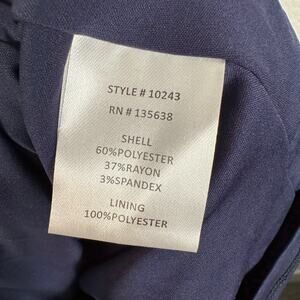 STYLE # 10243
RN # 135638
SHELL
60%POLYESTER
37%RAYON
3%SPANDEX
LINING
100%POLYESTER